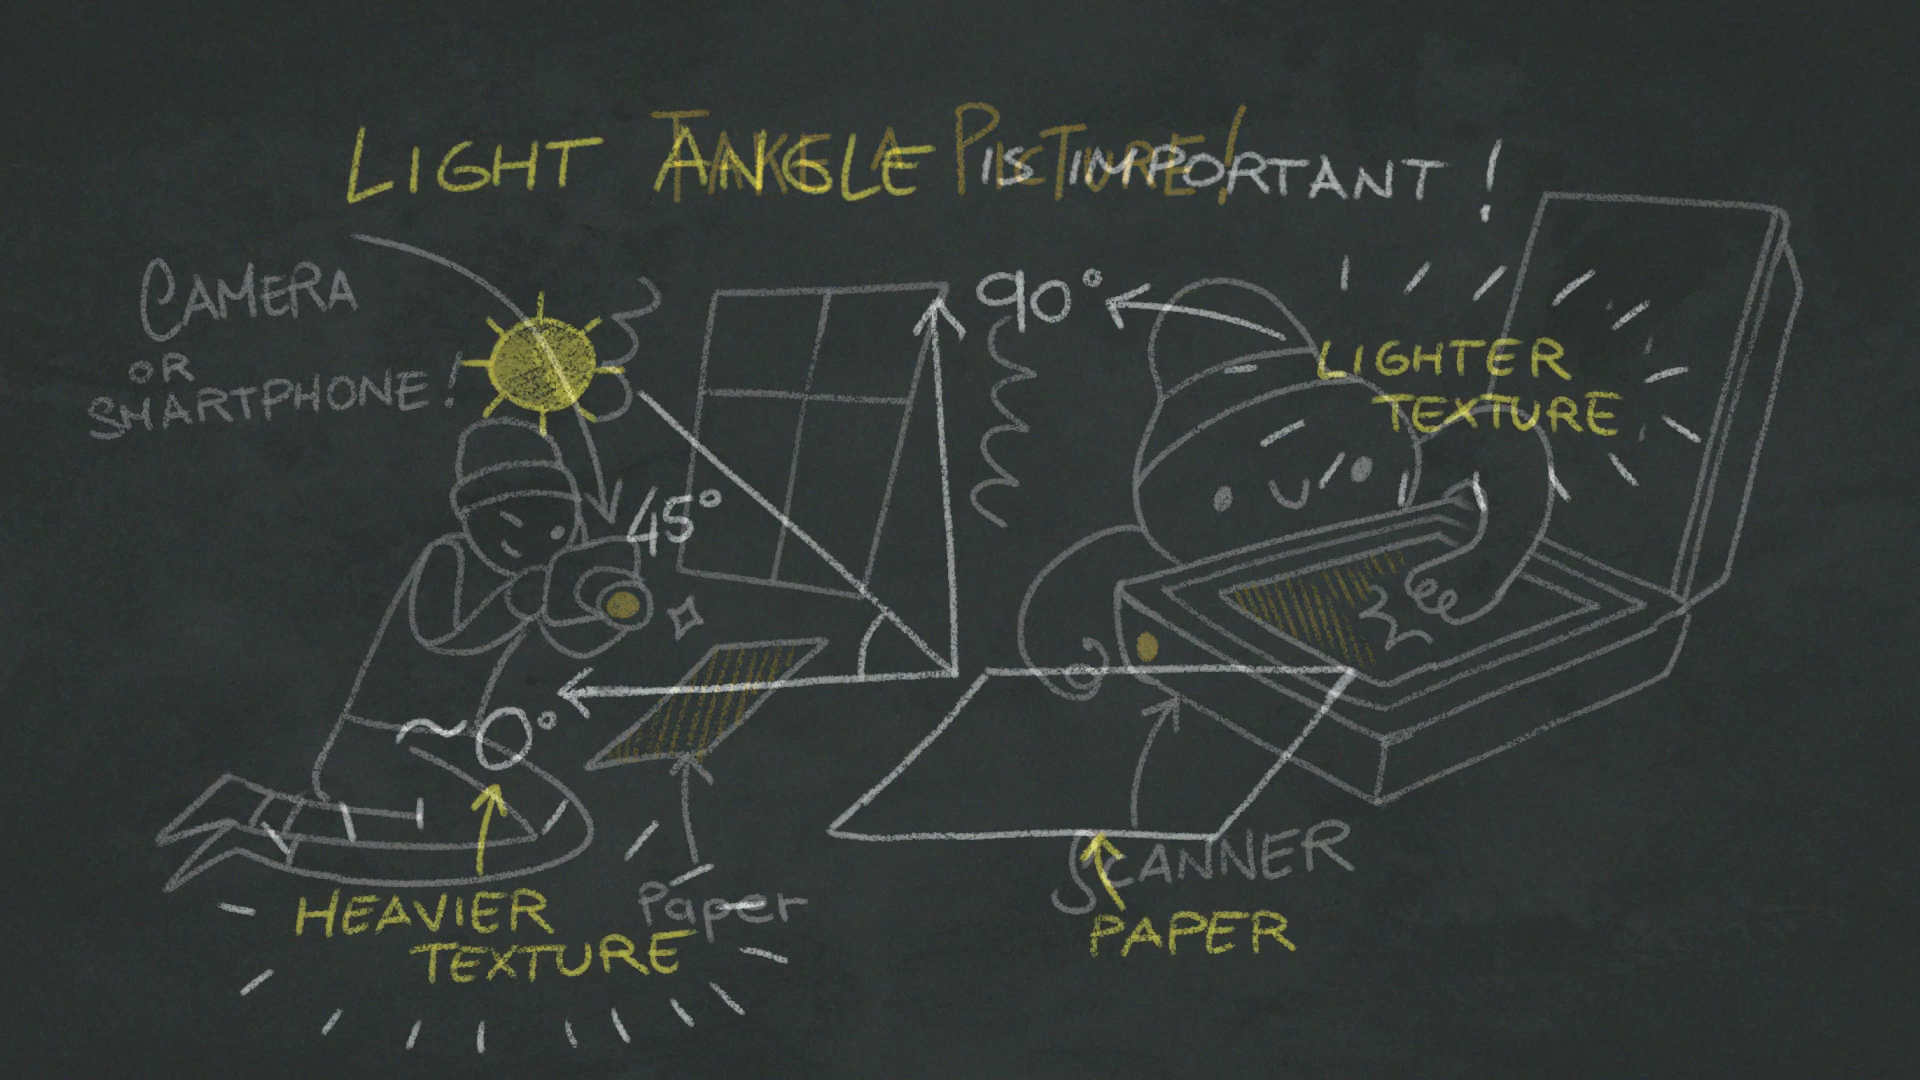 LIGHT ANGLE IS IMPORTANT!
TAKE A PICTURE!
CAMERA
OR
SMARTPHONE!
90°
LIGHTER
TEXTURE
45°
~0°
HEAVIER
TEXTURE
Paper
SCANNER
PAPER